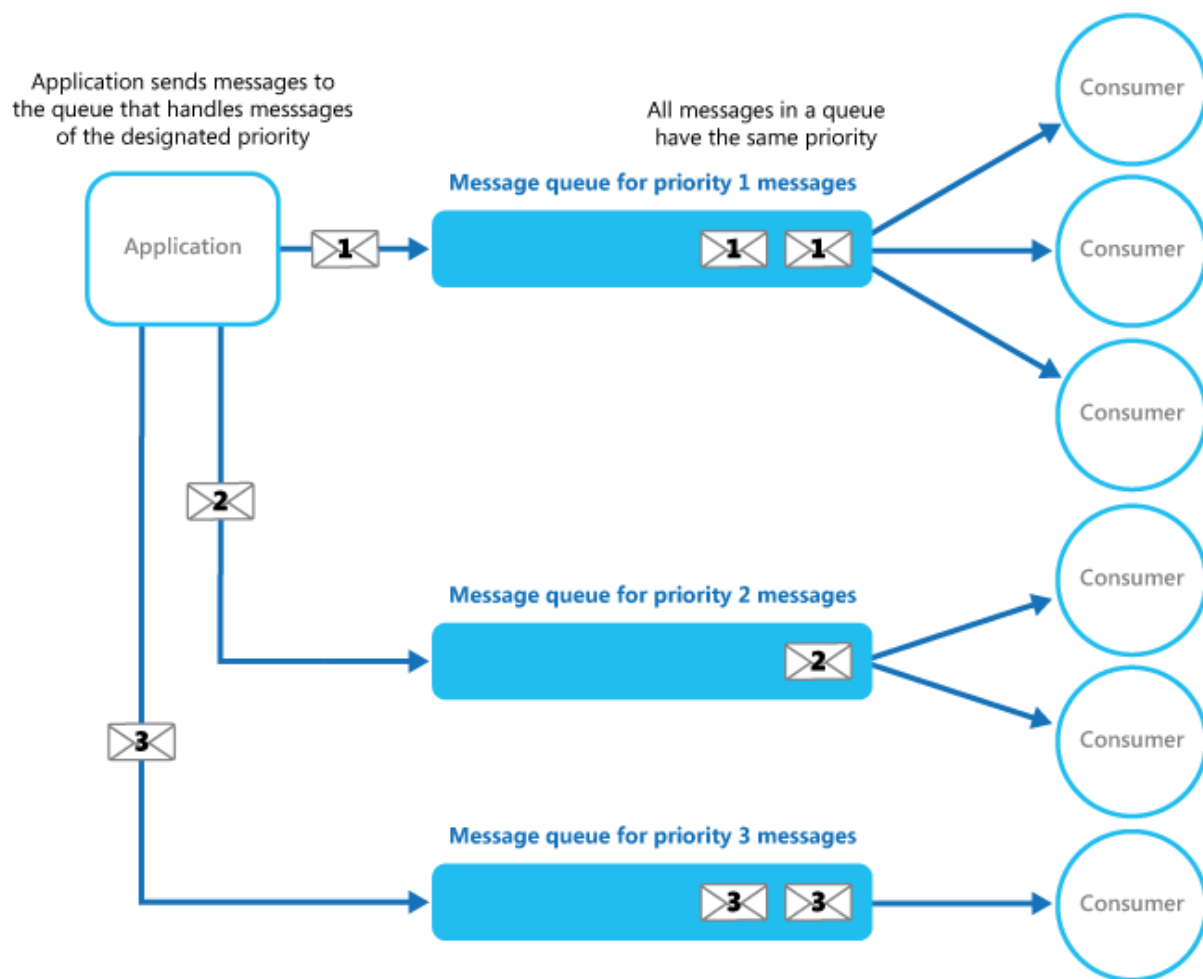 Application sends messages to
the queue that handles messsages
of the designated priority
All messages in a queue
have the same priority
Message queue for priority 1 messages
Application
1
1
1
Consumer
Consumer
Consumer
2
Message queue for priority 2 messages
2
Consumer
Consumer
3
Message queue for priority 3 messages
3
3
Consumer